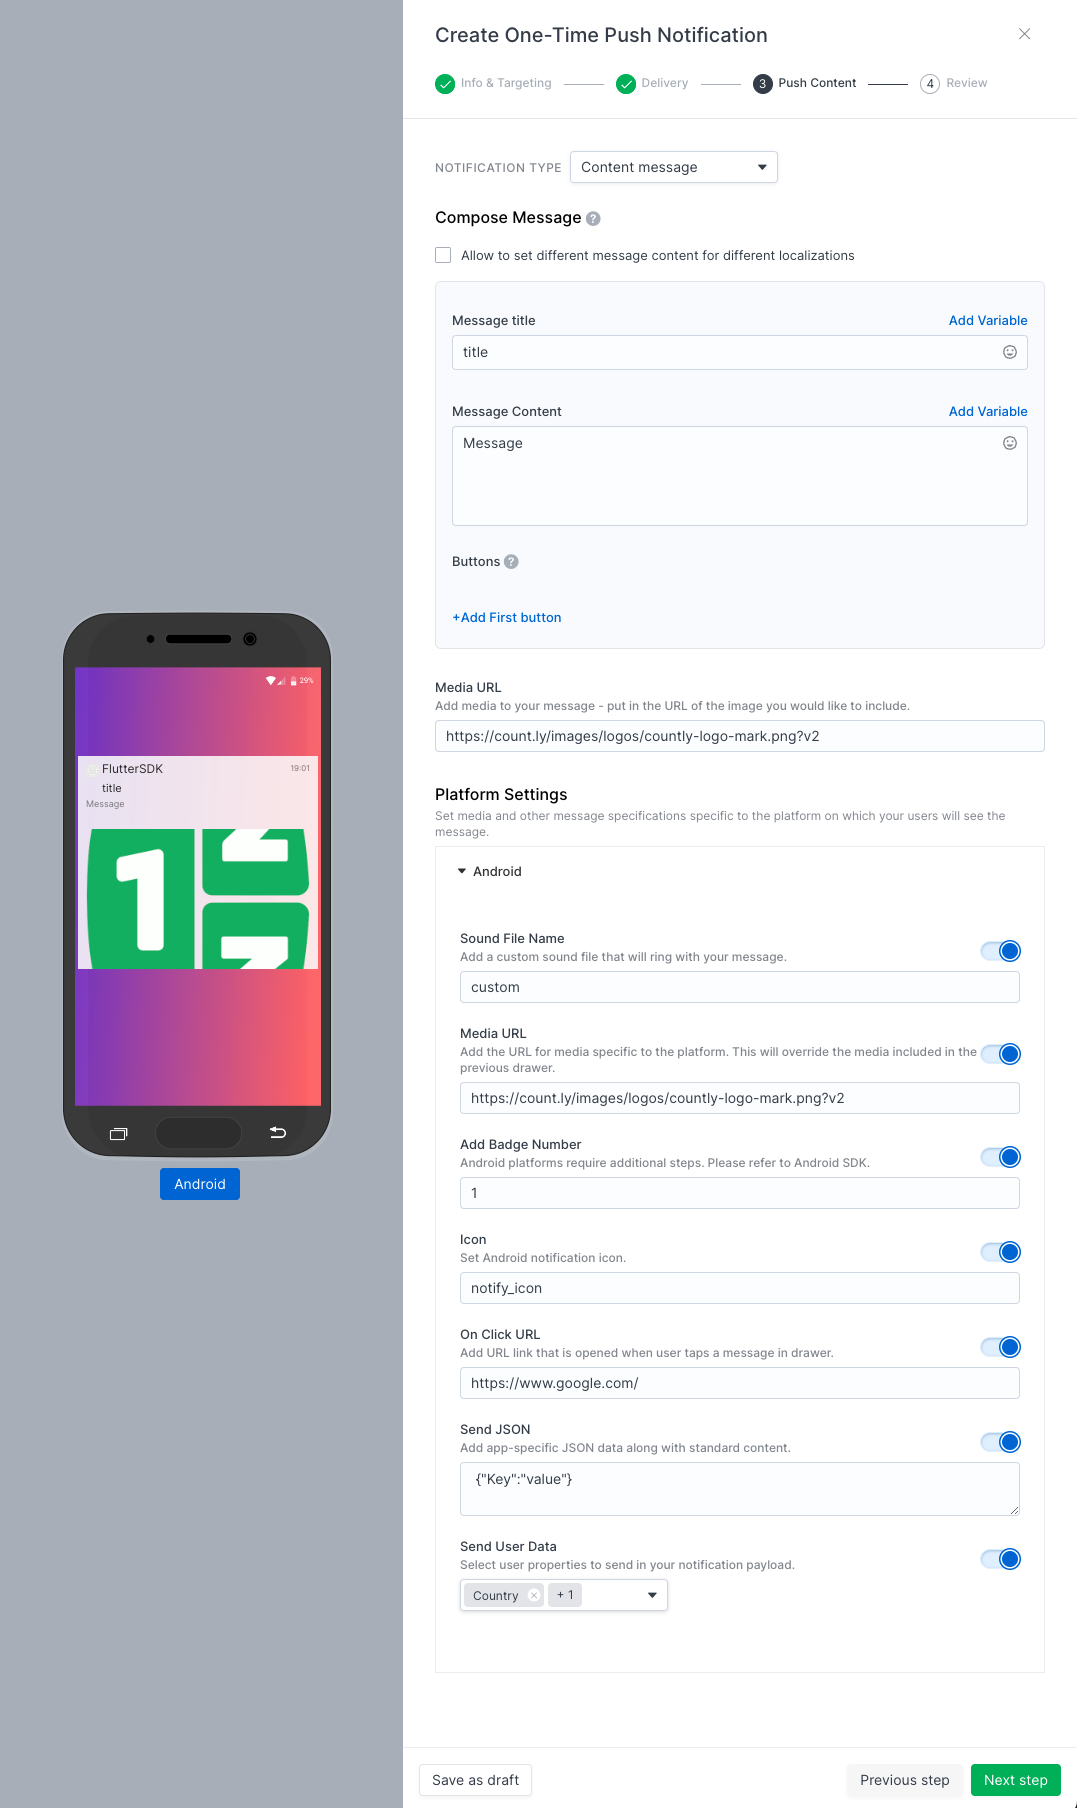 Create One-Time Push Notification
Info & Targeting
Delivery
3 Push Content
4 Review
NOTIFICATION TYPE Content message
Compose Message ?
Allow to set different message content for different localizations
Message title Add Variable
title
Message Content Add Variable
Message
Buttons ?
+Add First button
Media URL
Add media to your message - put in the URL of the image you would like to include.
https://count.ly/images/logos/countly-logo-mark.png?v2
Platform Settings
Set media and other message specifications specific to the platform on which your users will see the
message.
Android
Sound File Name
Add a custom sound file that will ring with your message.
custom
Media URL
Add the URL for media specific to the platform. This will override the media included in the
previous drawer.
https://count.ly/images/logos/countly-logo-mark.png?v2
Add Badge Number
Android platforms require additional steps. Please refer to Android SDK.
1
Icon
Set Android notification icon.
notify_icon
On Click URL
Add URL link that is opened when user taps a message in drawer.
https://www.google.com/
Send JSON
Add app-specific JSON data along with standard content.
{"Key":"value"}
Send User Data
Select user properties to send in your notification payload.
Country + 1
Save as draft
Previous step
Next step
29%
FlutterSDK 19:01
title
Message
1 2
3
Android